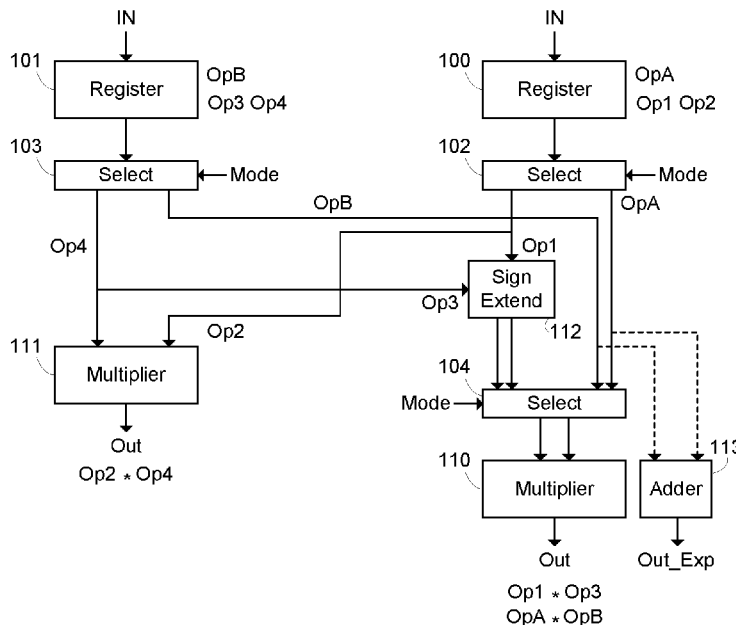 IN
IN
101
Register
OpB
Op3 Op4
100
Register
OpA
Op1 Op2
103
Select
Mode
102
Select
Mode
OpB
OpA
Op4
Op1
Sign
Extend
Op3
Op2
112
111
Multiplier
104
Mode
Select
Out
Op2 * Op4
110
Multiplier
Adder
113
Out
Out_Exp
Op1 * Op3
OpA * OpB